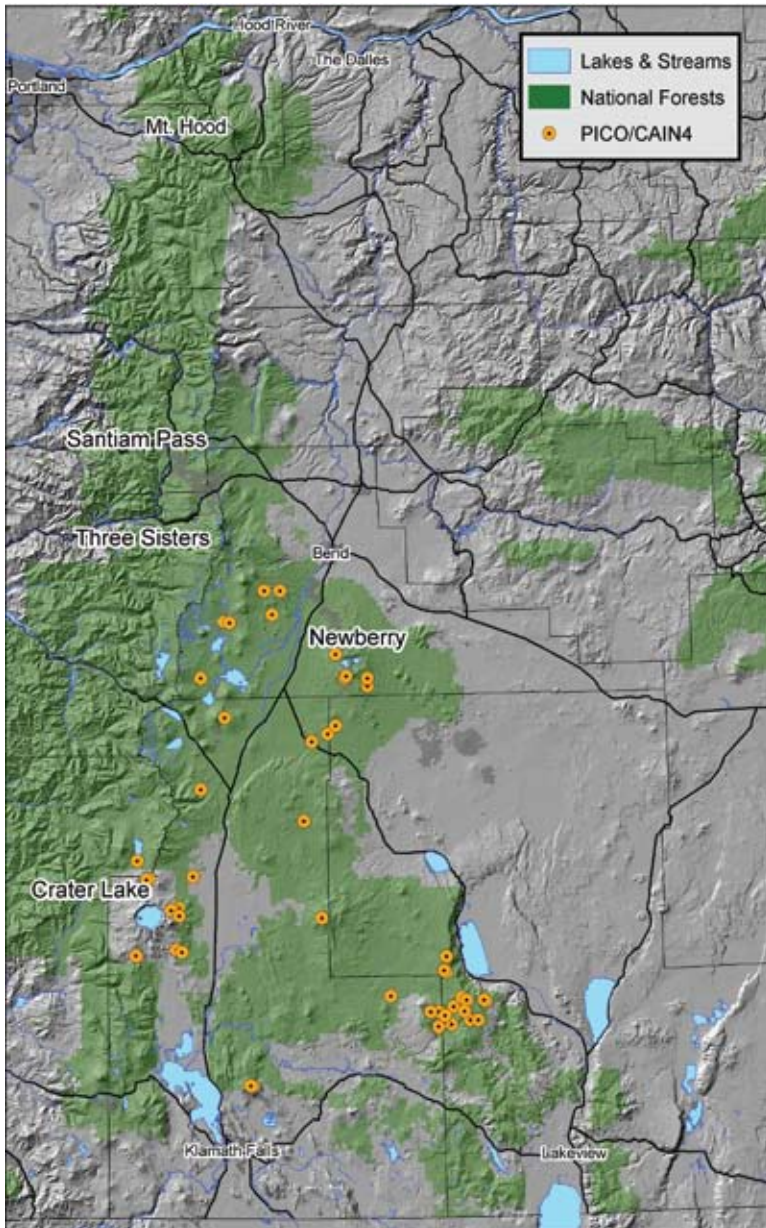 Hood River
The Dalles
Portland
Mt. Hood
Lakes & Streams
National Forests
PICO/CAIN4
Santiam Pass
Three Sisters
Bend
Newberry
Crater Lake
Klamath Falls
Lakeview